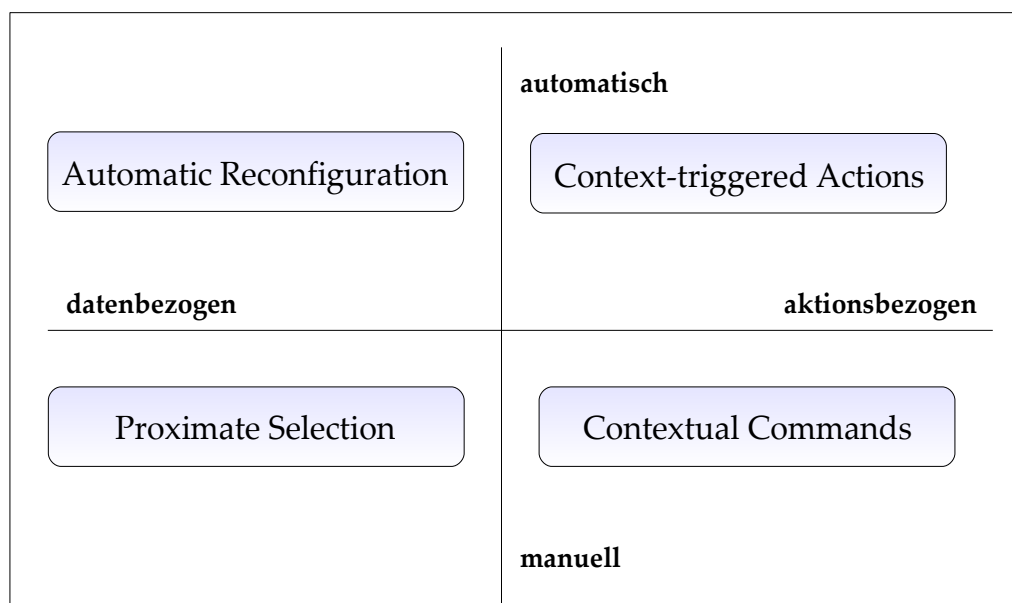 automatisch
Automatic Reconfiguration
Context-triggered Actions
datenbezogen
aktionsbezogen
Proximate Selection
Contextual Commands
manuell